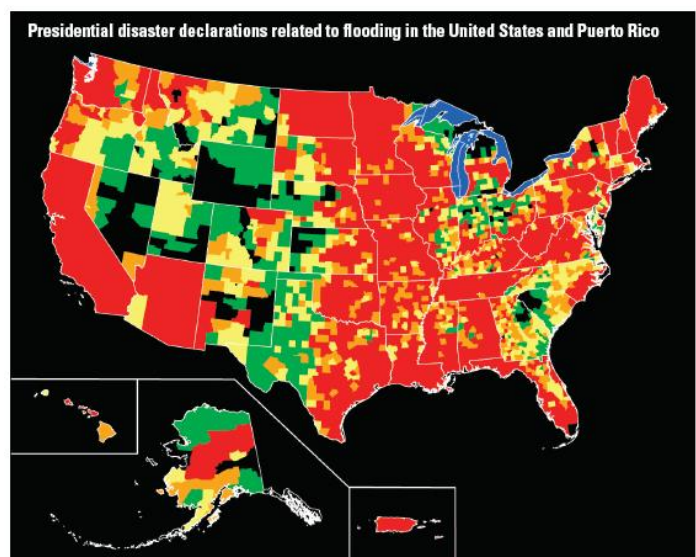 Presidential disaster declarations related to flooding in the United States and Puerto Rico